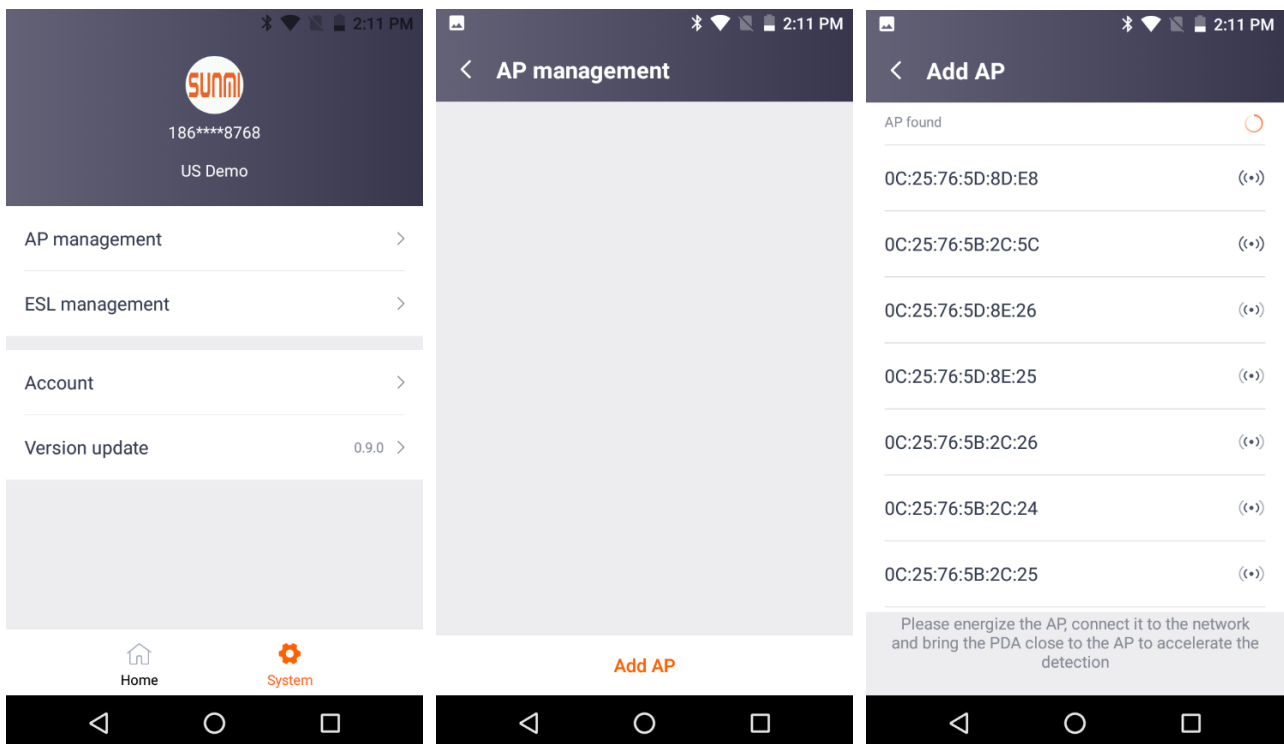 2:11 PM
SUNMI
186****8768
US Demo
AP management
ESL management
Account
Version update 0.9.0
Home System
2:11 PM
AP management
Add AP
2:11 PM
Add AP
AP found
0C:25:76:5D:8D:E8
0C:25:76:5B:2C:5C
0C:25:76:5D:8E:26
0C:25:76:5D:8E:25
0C:25:76:5B:2C:26
0C:25:76:5B:2C:24
0C:25:76:5B:2C:25
Please energize the AP, connect it to the network
and bring the PDA close to the AP to accelerate the
detection